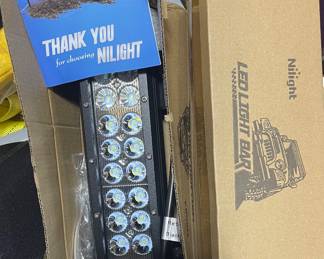 THANK YOU
for choosing NILIGHT
Nilight
LED LIGHT BAR